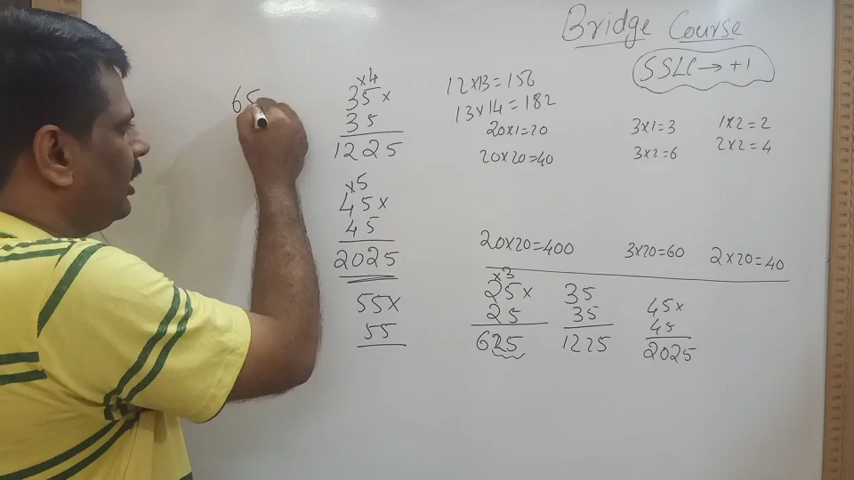 Bridge Course
SSLC → +1
65
x4
35 x
35
1225
x5
45 x
45
2025
55 x
55
12x13=156
13x14=182
20x1=20
20x20=40
3x1=3
3x2=6
1x2=2
2x2=4
20x20=400
3x20=60
2x20=40
x3
25 x
25
625
35
35
1225
45x
45
2025